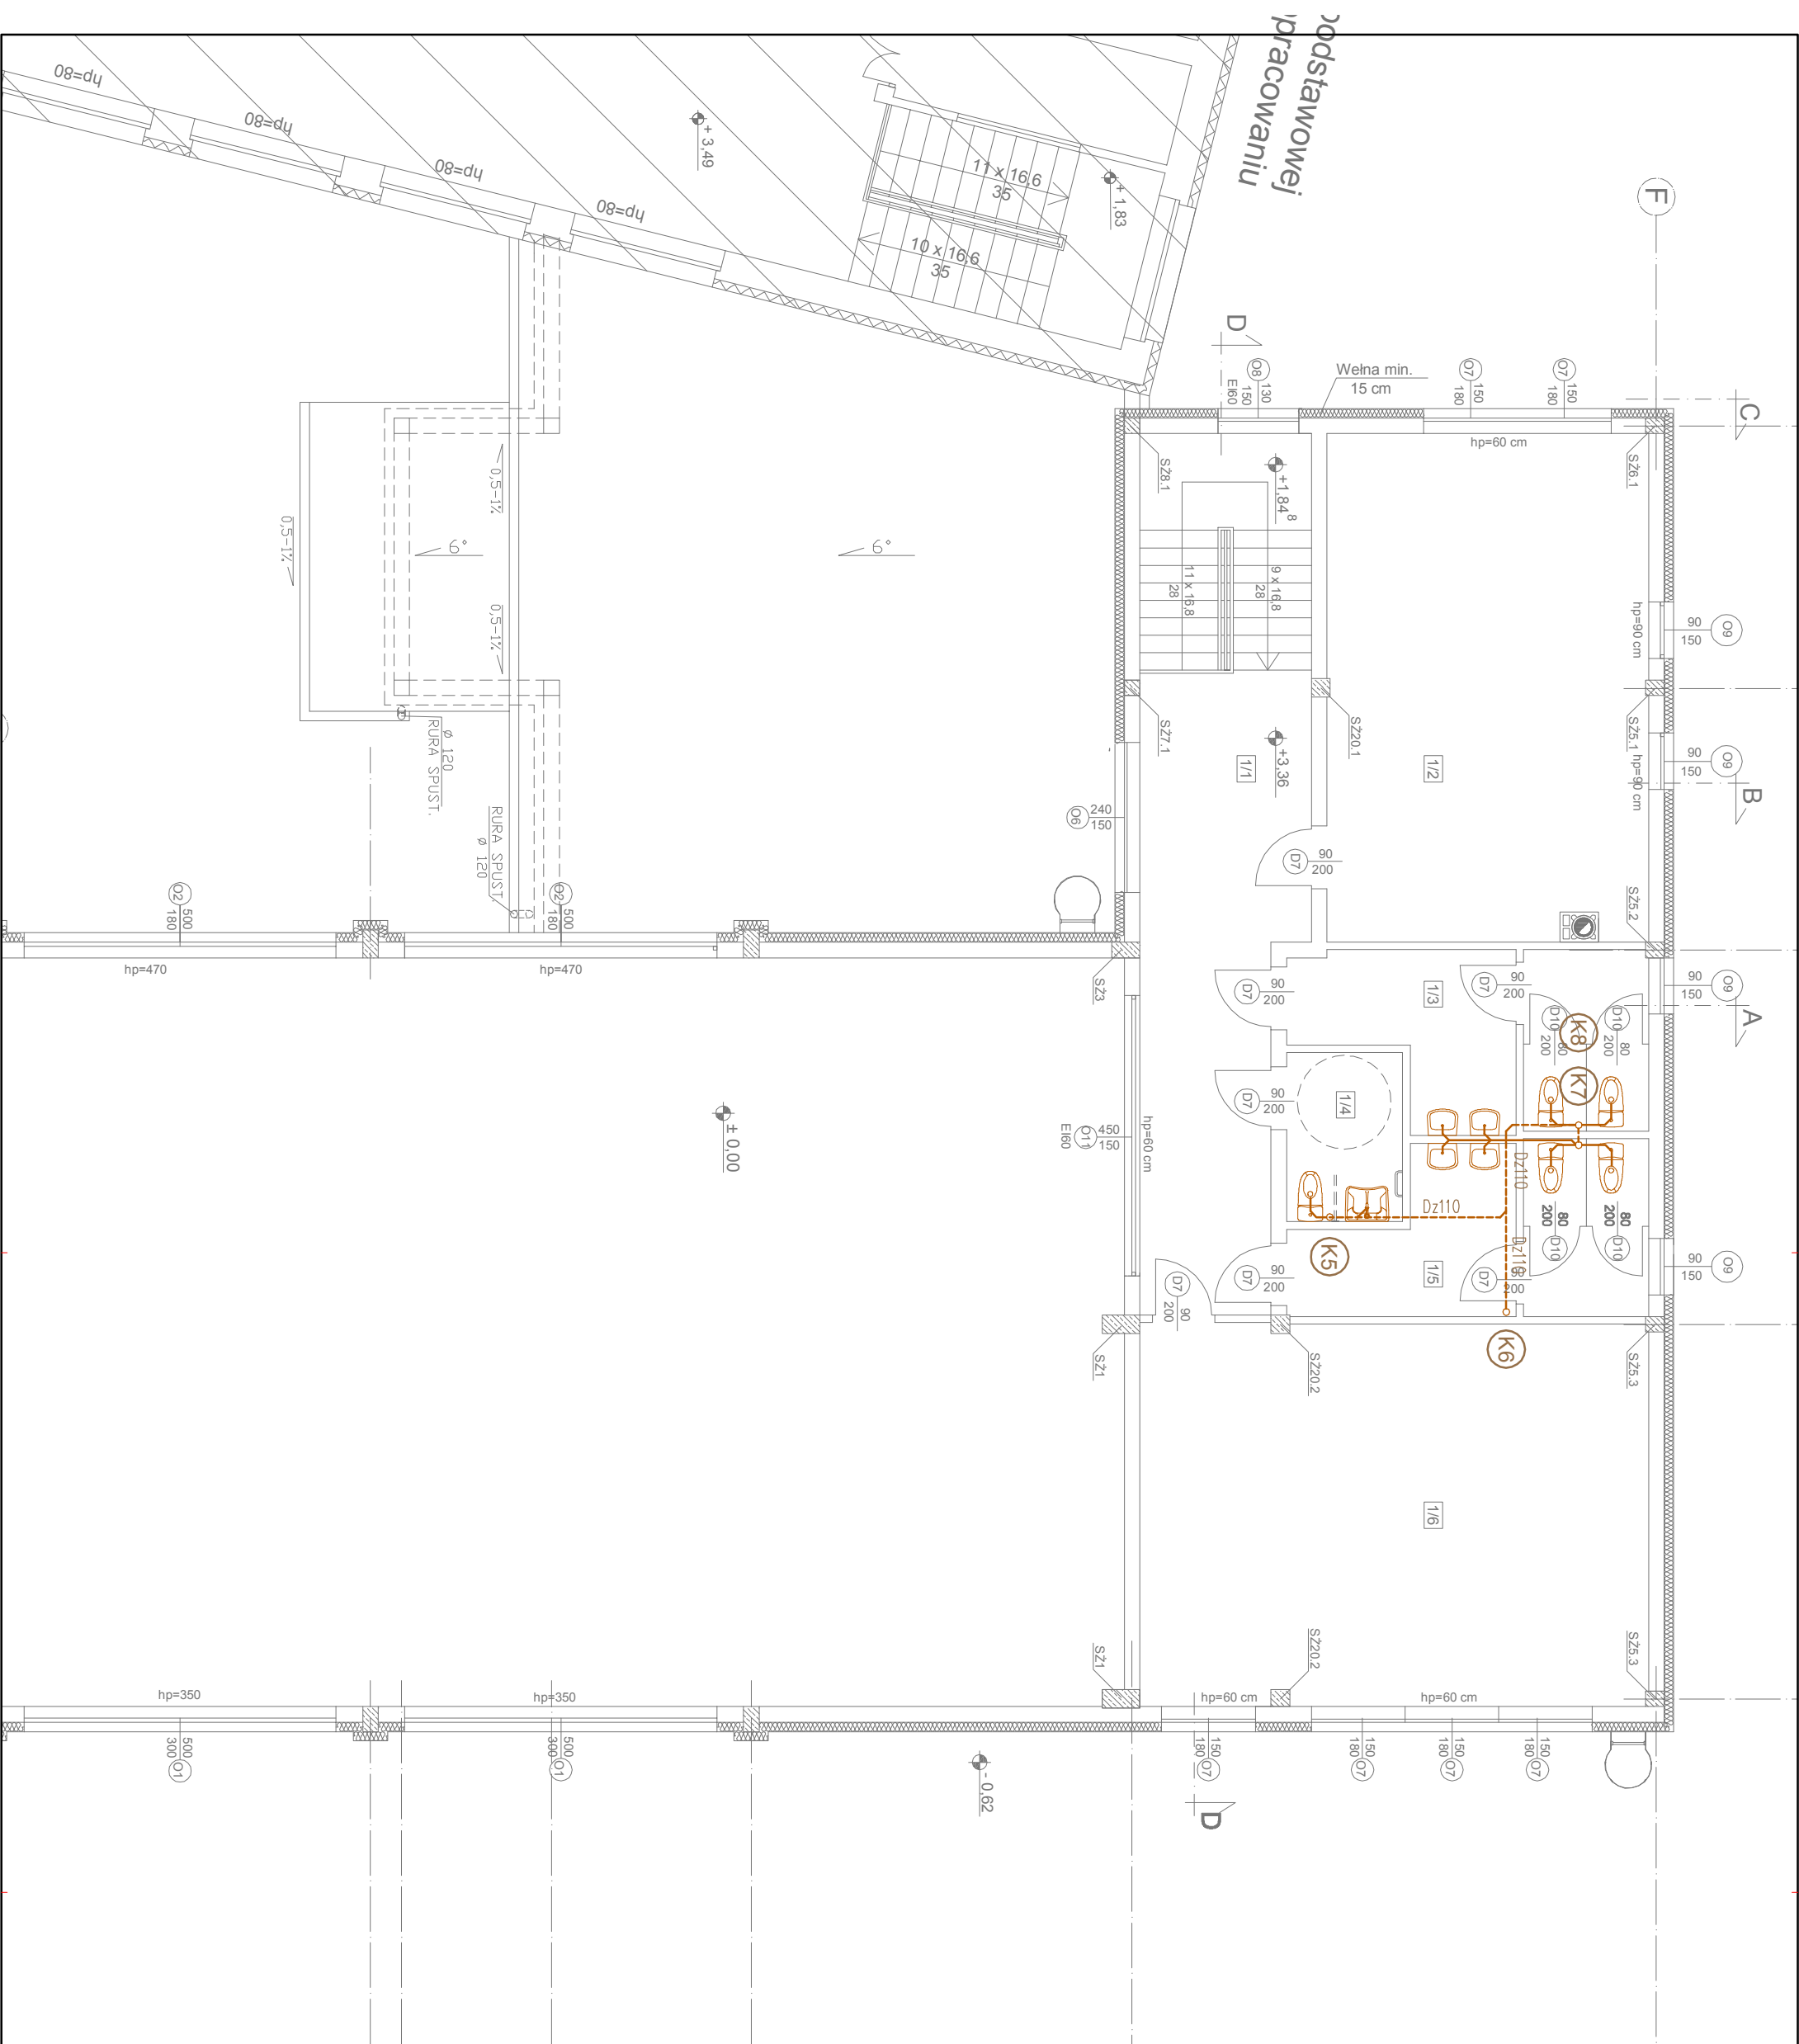 podstawowej
opracowaniu
F
hp=80
hp=80
hp=80
hp=80
+ 3,49
+ 1,83
11 x 16,6
35
10 x 16,6
35
D
O8
130
150
EI60
Wełna min.
15 cm
O7
150
180
O7
150
180
C
hp=60 cm
SŻ8.1
SŻ6.1
+1,84 8
9 x 16,8
28
11 x 16,8
28
0,5-1%
0,5-1%
0,5-1%
6°
6°
hp=90 cm
90
150
O9
SŻ7.1
SŻ20.1
SŻ5.1
+3,36
1/1
1/2
hp=90 cm
90
150
O9
B
Ø 120
RURA SPUST.
RURA SPUST.
Ø 120
O6
240
150
D7
90
200
O2
500
180
O2
500
180
hp=470
hp=470
SŻ3
SŻ5.2
D7
90
200
1/3
D7
90
200
90
150
O9
A
D10
80
200
D10
80
200
K8
K7
± 0,00
O11
450
150
EI60
hp=60 cm
D7
90
200
1/4
Dz110
Dz110
Dz110
K5
K6
80
200
D10
80
200
D10
D7
90
200
D7
90
200
1/5
D7
90
200
90
150
O9
SŻ1
SŻ20.2
SŻ5.3
1/6
SŻ1
SŻ20.2
SŻ5.3
hp=350
hp=350
hp=60 cm
hp=60 cm
500
300
O1
500
300
O1
- 0,62
150
180
O7
150
180
O7
150
180
O7
150
180
O7
D